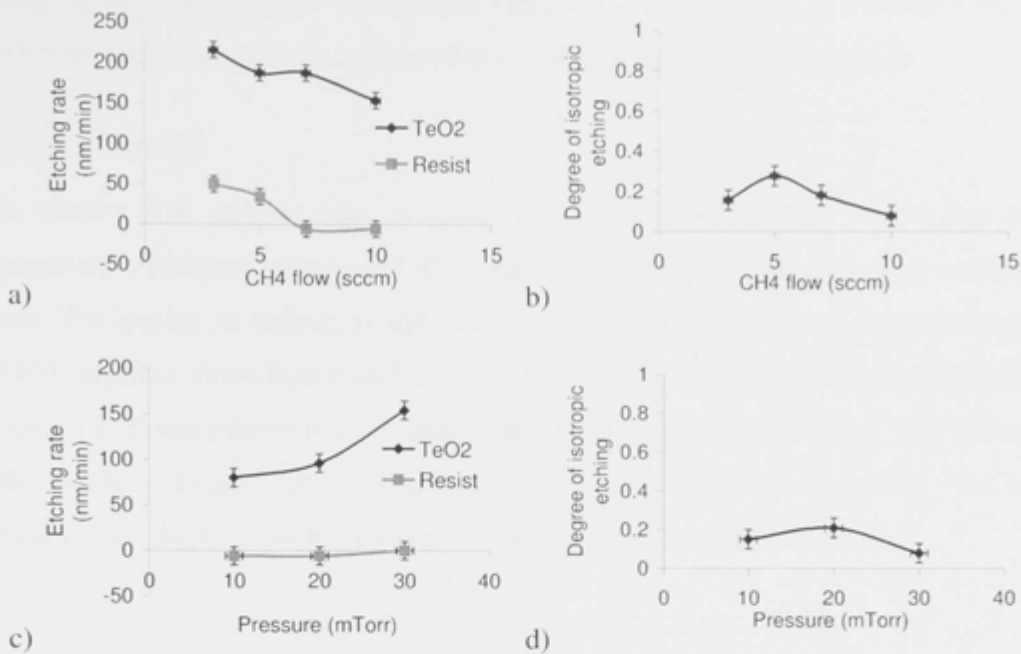 250
200
150
100
50
0
50
Etching rate
(nm/min)
TeO2
Resist
0
5
10
15
CH4 flow (sccm)
a)
1
0.8
0.6
0.4
0.2
0
Degree of isotropic
etching
0
5
10
15
CH4 flow (sccm)
b)
200
150
100
50
0
-50
Etching rate
(nm/min)
TeO2
Resist
0
10
20
30
40
Pressure (mTorr)
c)
1
0.8
0.6
0.4
0.2
0
Degree of isotropic
etching
0
10
20
30
40
Pressure (mTorr)
d)